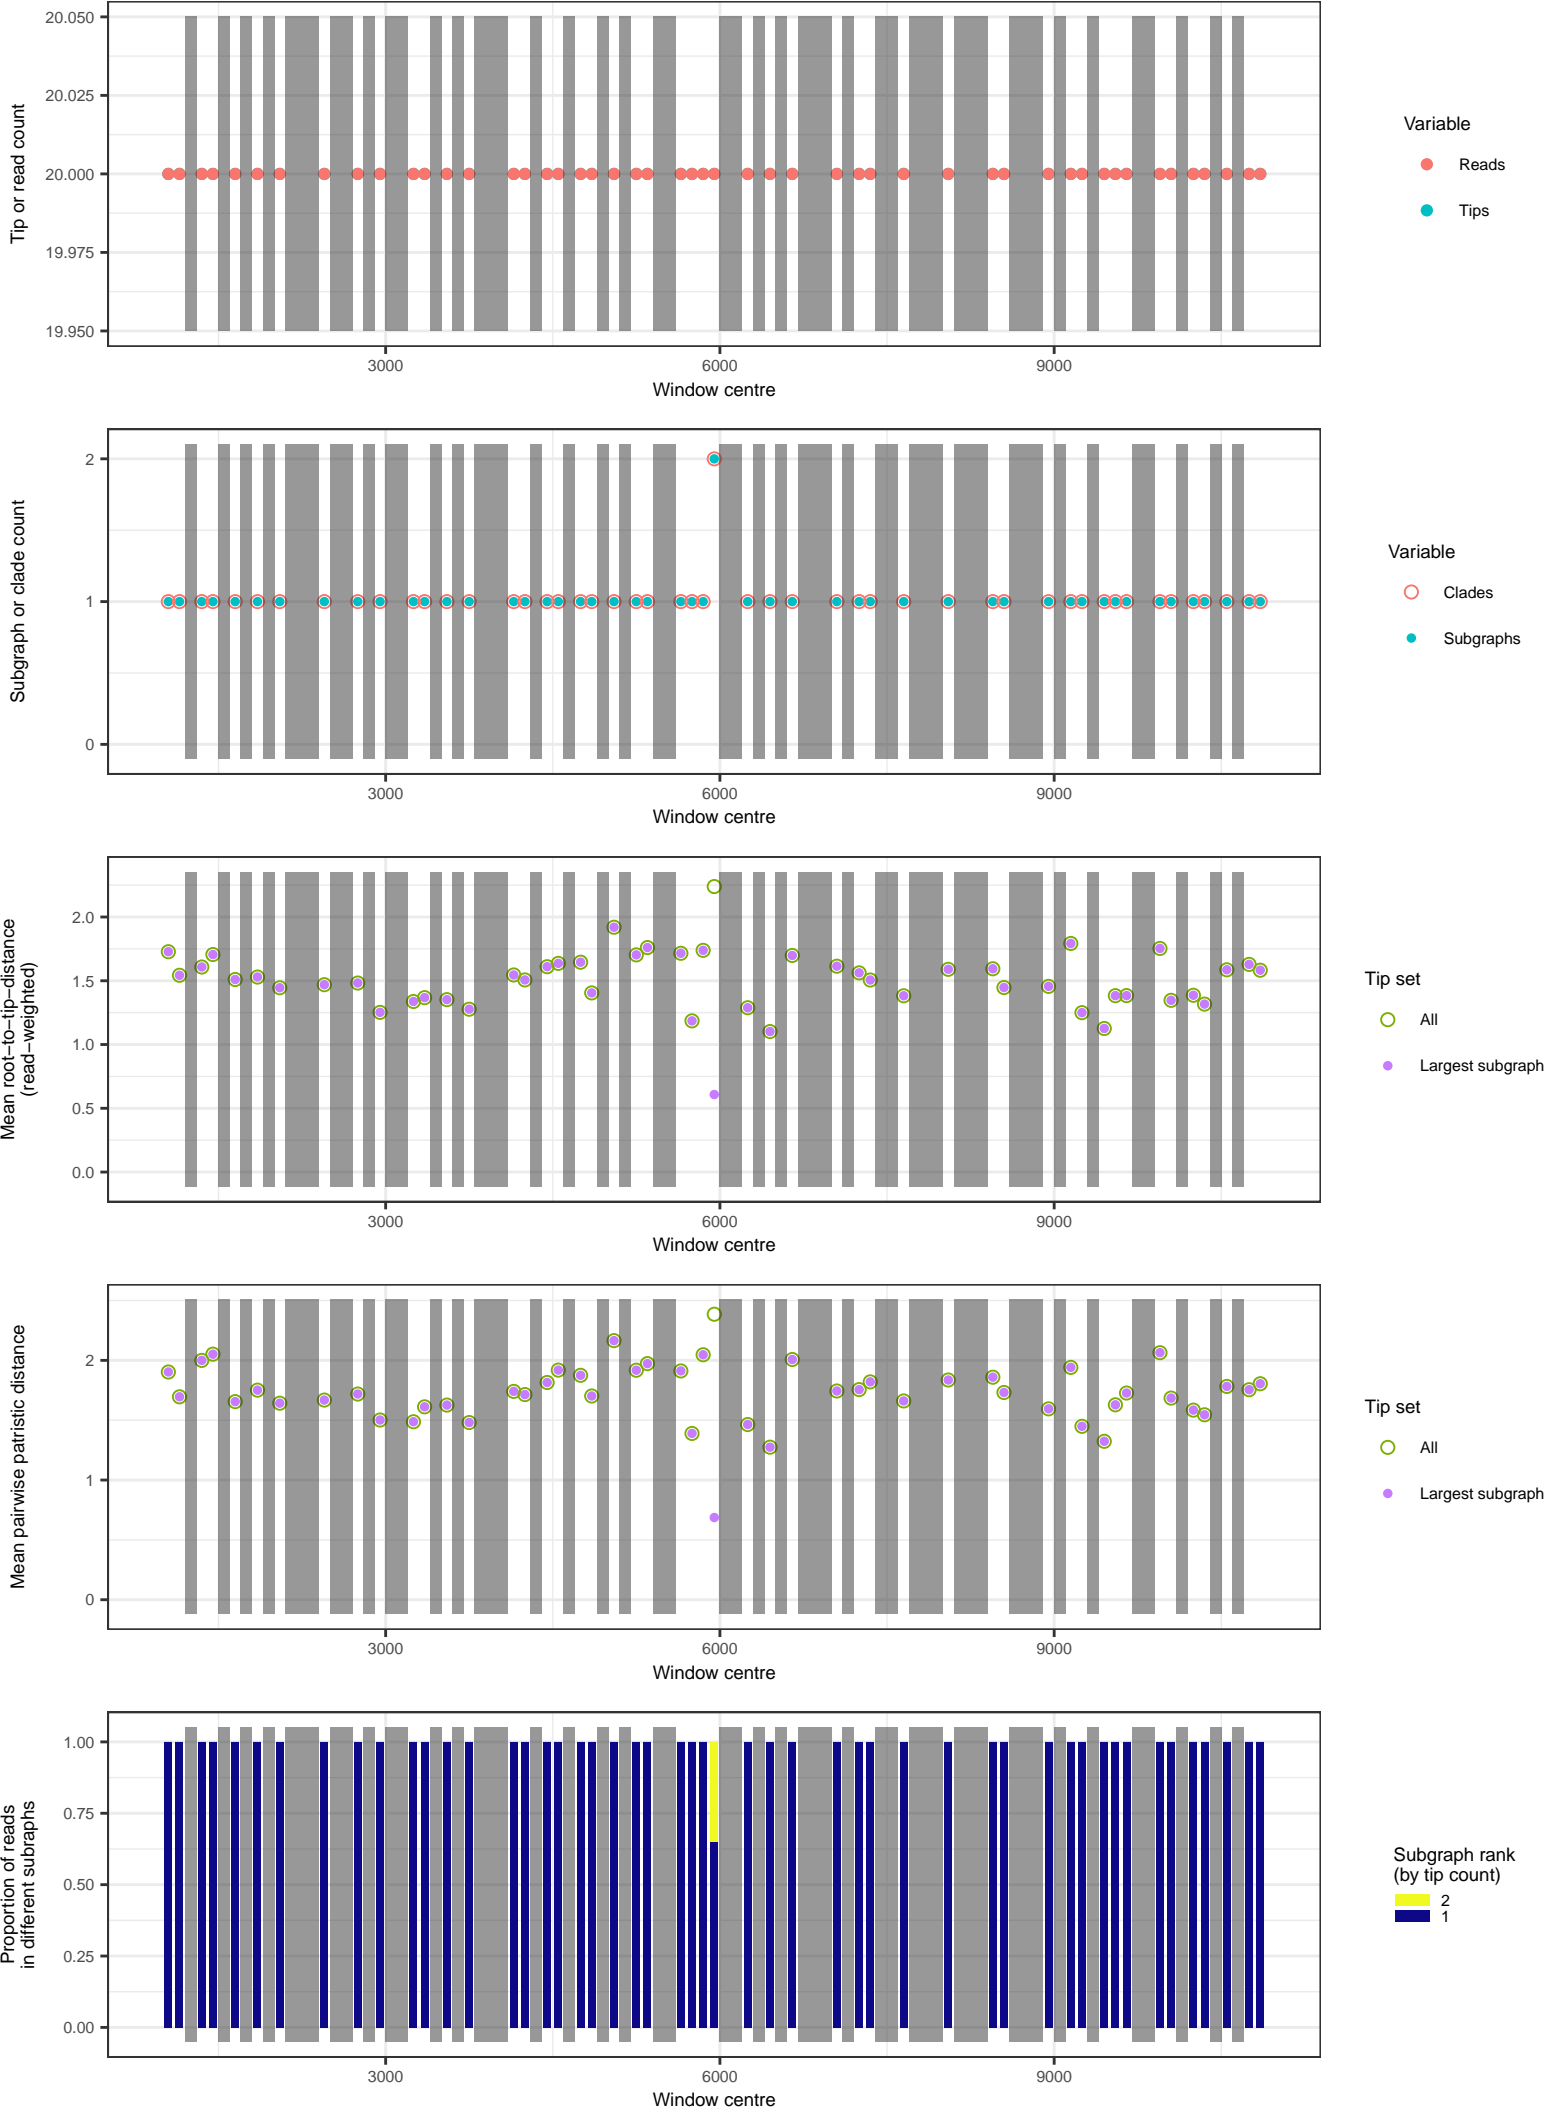 20.050
20.025
20.000
19.975
19.950
Tip or read count
3000 6000 9000
Window centre
Variable
Reads
Tips
2
1
0
Subgraph or clade count
3000 6000 9000
Window centre
Variable
Clades
Subgraphs
2.0
1.5
1.0
0.5
0.0
Mean root−to−tip−distance
(read−weighted)
3000 6000 9000
Window centre
Tip set
All
Largest subgraph
2
1
0
Mean pairwise patristic distance
3000 6000 9000
Window centre
Tip set
All
Largest subgraph
1.00
0.75
0.50
0.25
0.00
Proportion of reads
in different subraphs
3000 6000 9000
Window centre
Subgraph rank
(by tip count)
2
1